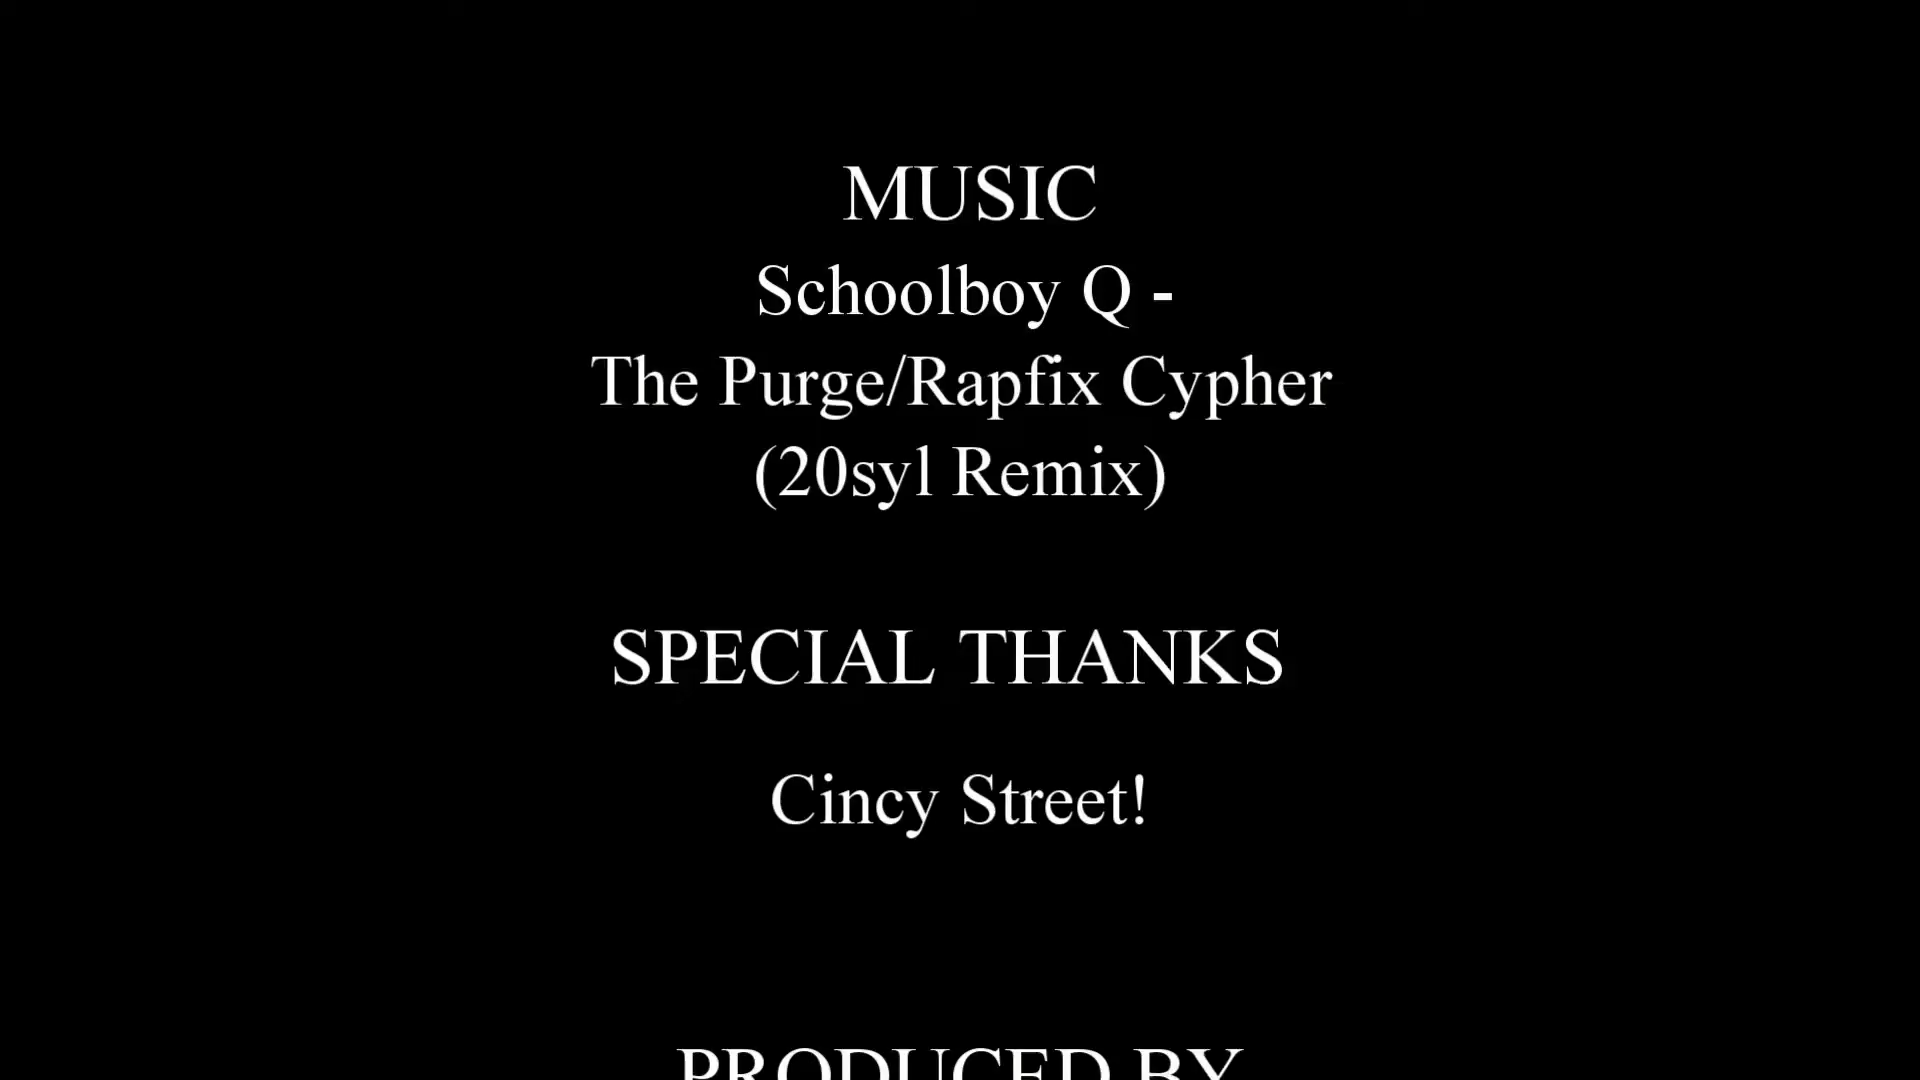 MUSIC
Schoolboy Q -
The Purge/Rapfix Cypher
(20syl Remix)
SPECIAL THANKS
Cincy Street!
PRODUCED BY